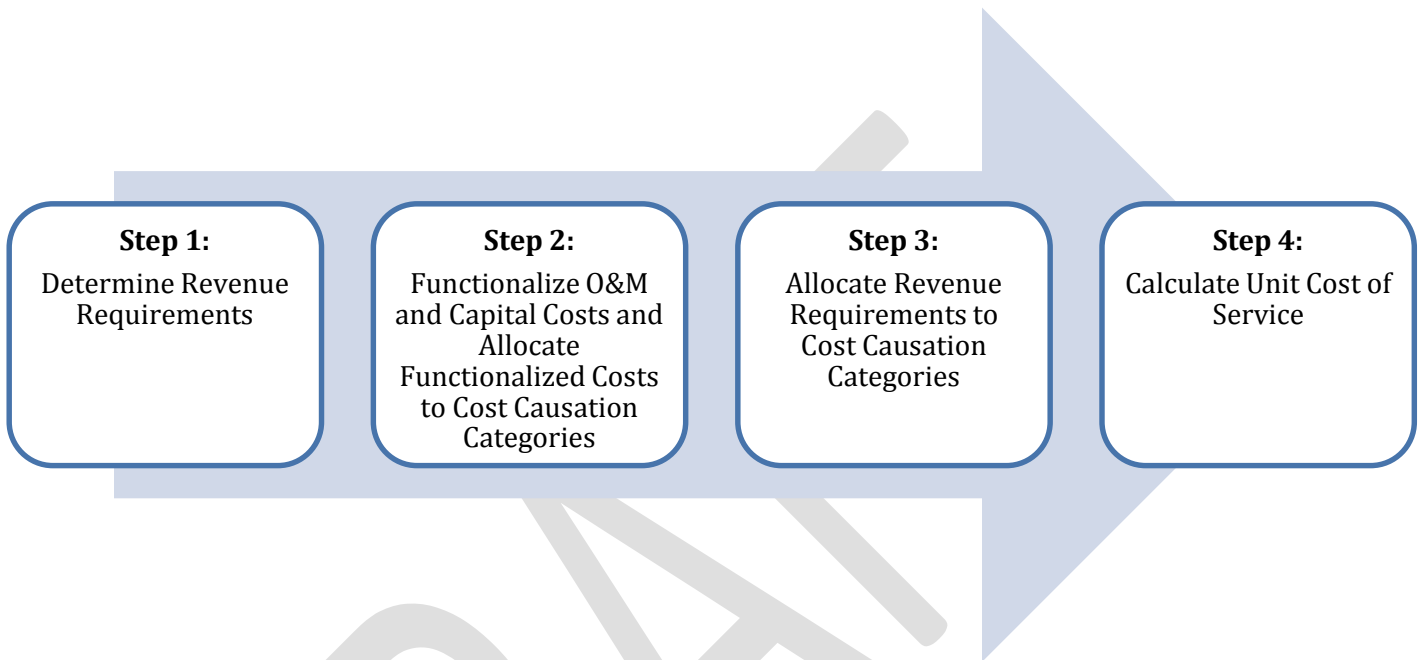 Step 1:
Determine Revenue
Requirements
Step 2:
Functionalize O&M
and Capital Costs and
Allocate
Functionalized Costs
to Cost Causation
Categories
Step 3:
Allocate Revenue
Requirements to
Cost Causation
Categories
Step 4:
Calculate Unit Cost of
Service